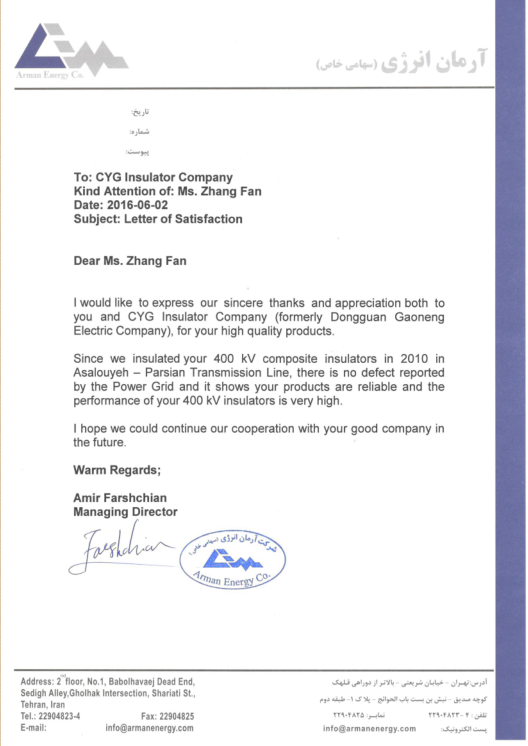 Arman Energy Co.
آرمان انرژی (سهامی خاص)
تاریخ:
شماره:
پیوست:
To: CYG Insulator Company
Kind Attention of: Ms. Zhang Fan
Date: 2016-06-02
Subject: Letter of Satisfaction
Dear Ms. Zhang Fan
I would like to express our sincere thanks and appreciation both to
you and CYG Insulator Company (formerly Dongguan Gaoneng
Electric Company), for your high quality products.
Since we insulated your 400 kV composite insulators in 2010 in
Asalouyeh – Parsian Transmission Line, there is no defect reported
by the Power Grid and it shows your products are reliable and the
performance of your 400 kV insulators is very high.
I hope we could continue our cooperation with your good company in
the future.
Warm Regards;
Amir Farshchian
Managing Director
Farshchian
شرکت آرمان انرژی سهامی خاص
Arman Energy Co.
Address: 2nd floor, No.1, Babolhavaej Dead End,
Sedigh Alley,Gholhak Intersection, Shariati St.,
Tehran, Iran
Tel.: 22904823-4 Fax: 22904825
E-mail: info@armanenergy.com
آدرس: تهران - خیابان شریعتی - بالاتر از دوراهی قلهک
کوچه صدیق - نبش بن بست باب الحوائج - پلاک ۱- طبقه دوم
تلفن: ۴ - ۲۲۹۰۴۸۲۳ نمابر: ۲۲۹۰۴۸۲۵
پست الکترونیک: info@armanenergy.com